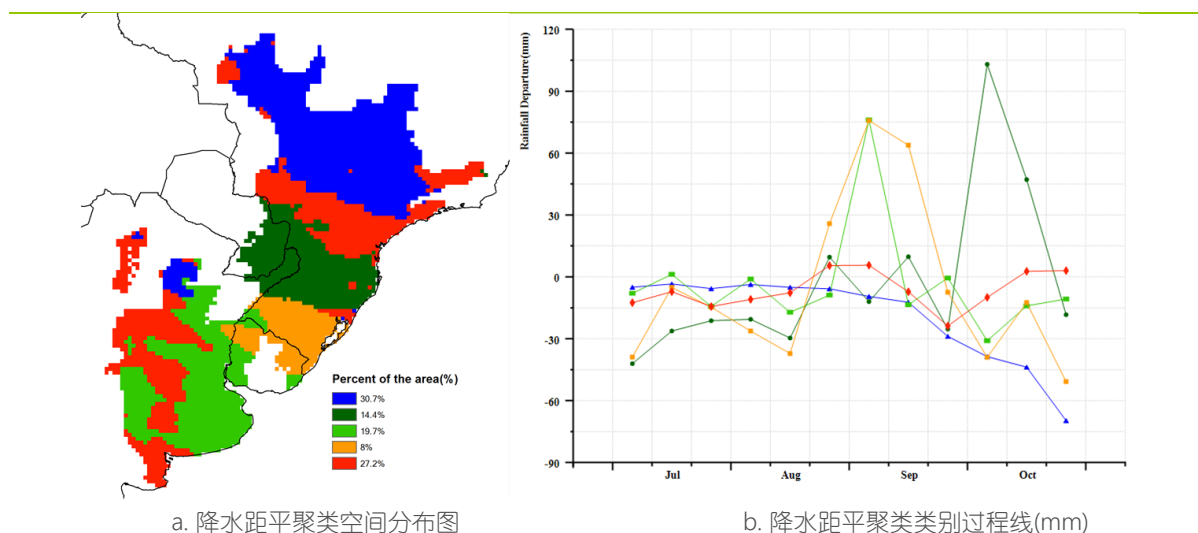 Percent of the area(%)
30.7%
14.4%
19.7%
8%
27.2%
a. 降水距平聚类空间分布图
Rainfall Departure(mm)
120
90
60
30
0
-30
-60
-90
Jul
Aug
Sep
Oct
b. 降水距平聚类类别过程线(mm)